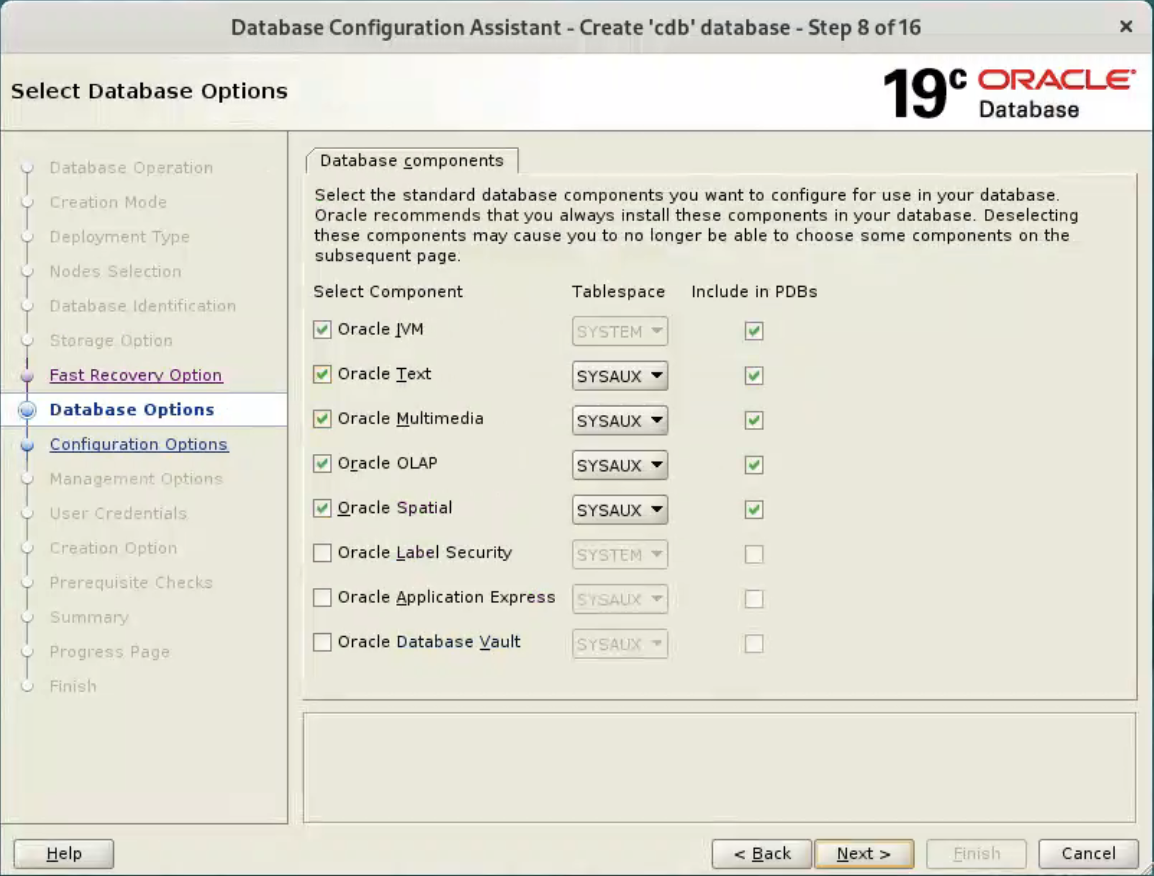 Database Configuration Assistant - Create 'cdb' database - Step 8 of 16
×
Select Database Options
19c ORACLE
Database
Database Operation
Creation Mode
Deployment Type
Nodes Selection
Database Identification
Storage Option
Fast Recovery Option
Database Options
Configuration Options
Management Options
User Credentials
Creation Option
Prerequisite Checks
Summary
Progress Page
Finish
Database components
Select the standard database components you want to configure for use in your database.
Oracle recommends that you always install these components in your database. Deselecting
these components may cause you to no longer be able to choose some components on the
subsequent page.
Select Component Tablespace Include in PDBs
Oracle JVM SYSTEM
Oracle Text SYSAUX
Oracle Multimedia SYSAUX
Oracle OLAP SYSAUX
Oracle Spatial SYSAUX
Oracle Label Security SYSTEM
Oracle Application Express SYSAUX
Oracle Database Vault SYSAUX
Help < Back Next > Finish Cancel